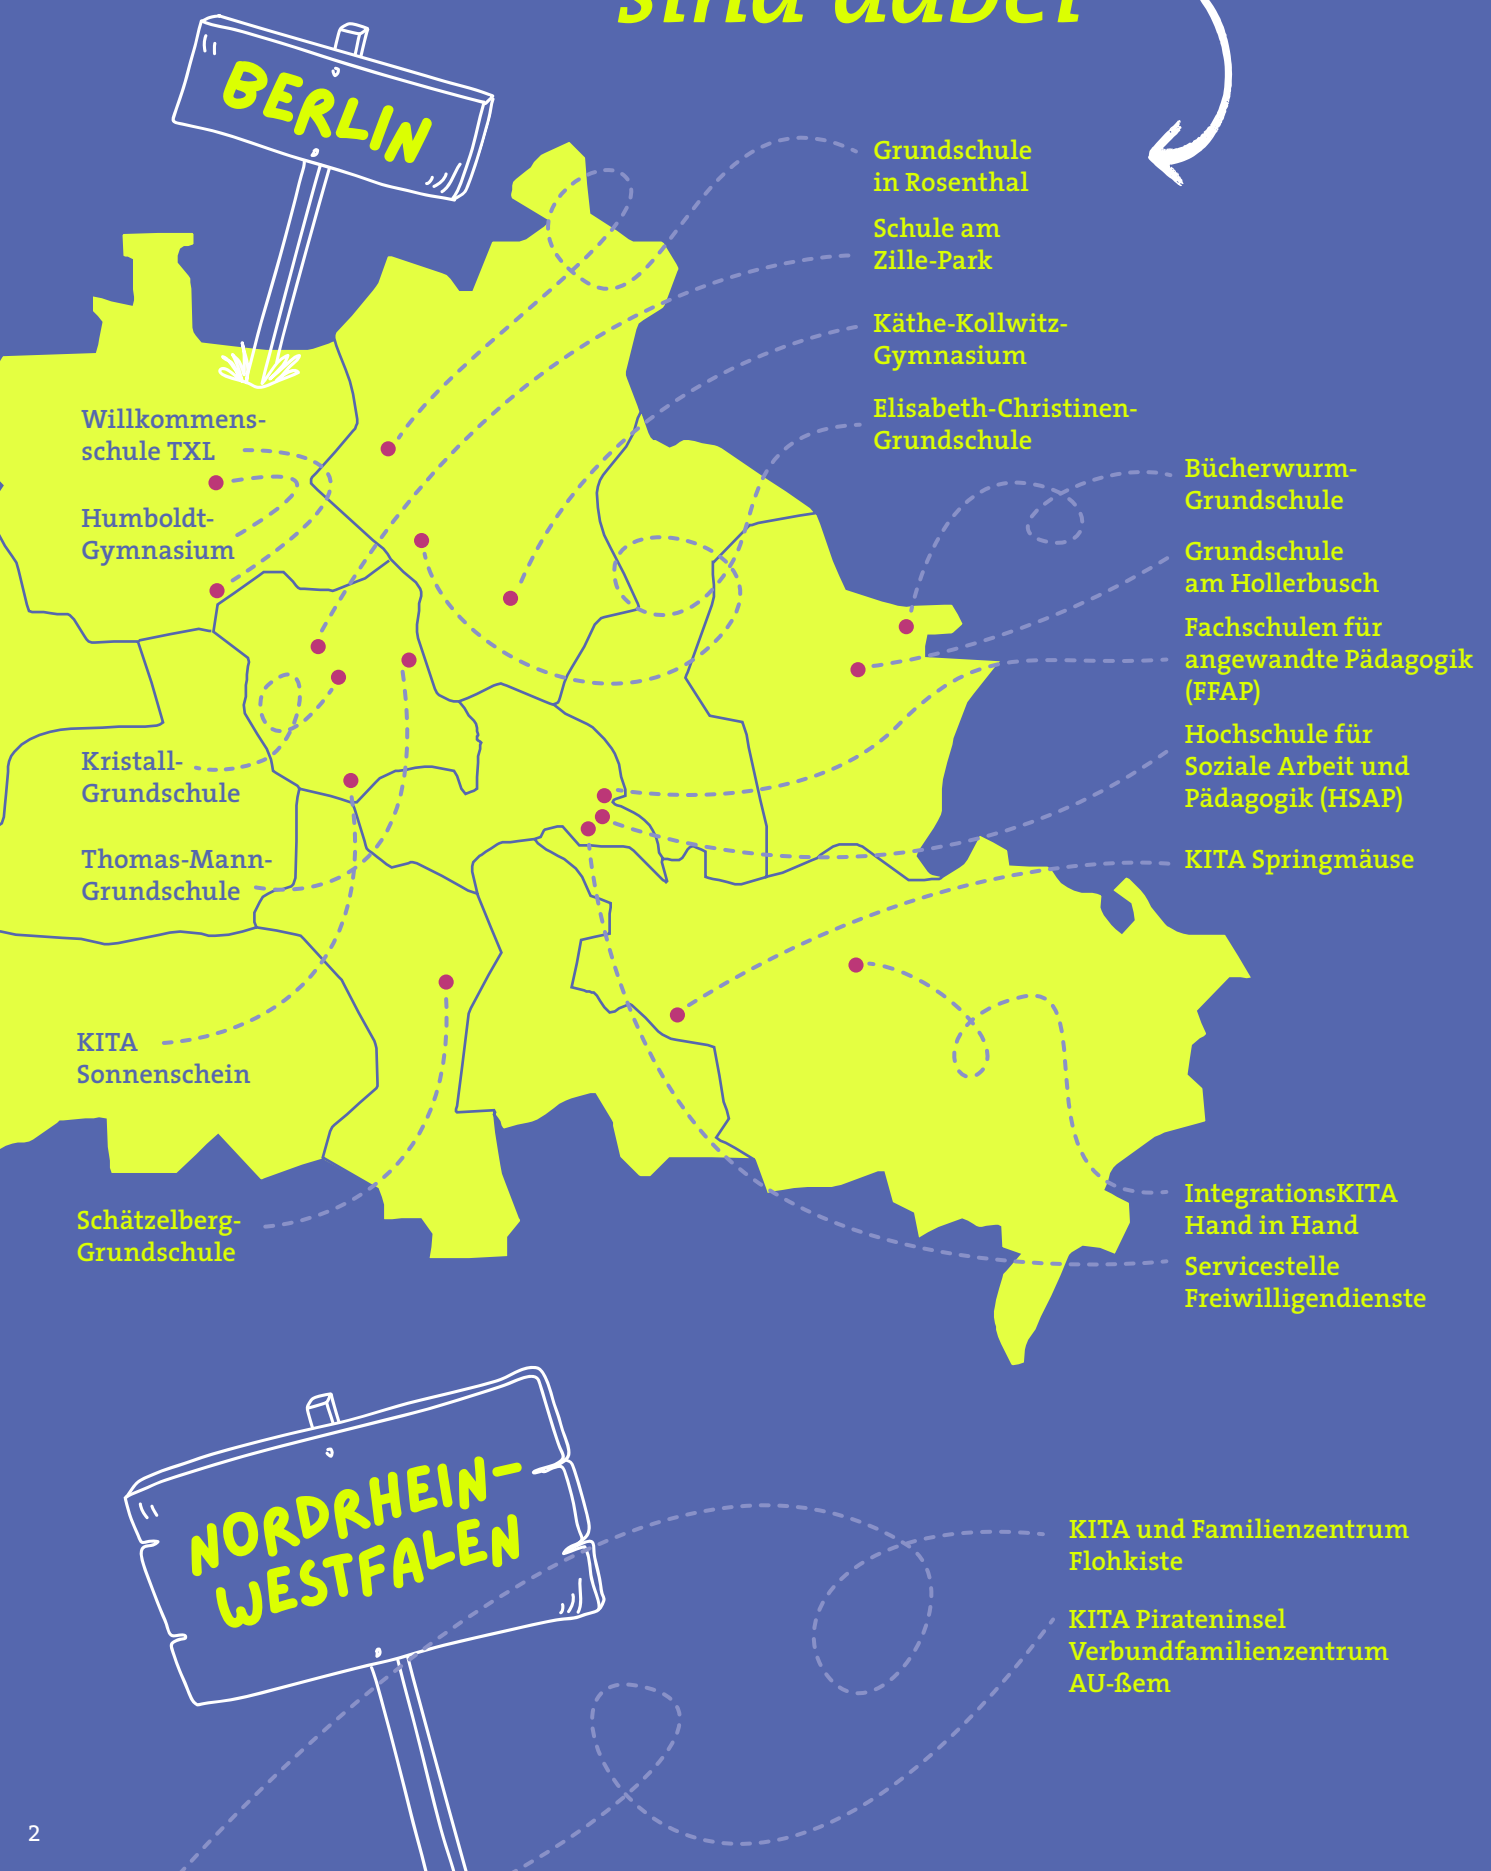 sind dabei
BERLIN
Grundschule
in Rosenthal
Schule am
Zille-Park
Käthe-Kollwitz-
Gymnasium
Elisabeth-Christinen-
Grundschule
Bücherwurm-
Grundschule
Grundschule
am Hollerbusch
Fachschulen für
angewandte Pädagogik
(FFAP)
Hochschule für
Soziale Arbeit und
Pädagogik (HSAP)
KITA Springmäuse
IntegrationsKITA
Hand in Hand
Servicestelle
Freiwilligendienste
Willkommens-
schule TXL
Humboldt-
Gymnasium
Kristall-
Grundschule
Thomas-Mann-
Grundschule
KITA
Sonnenschein
Schätzelberg-
Grundschule
NORDRHEIN-
WESTFALEN
KITA und Familienzentrum
Flohkiste
KITA Pirateninsel
Verbundfamilienzentrum
AU-ßem
2